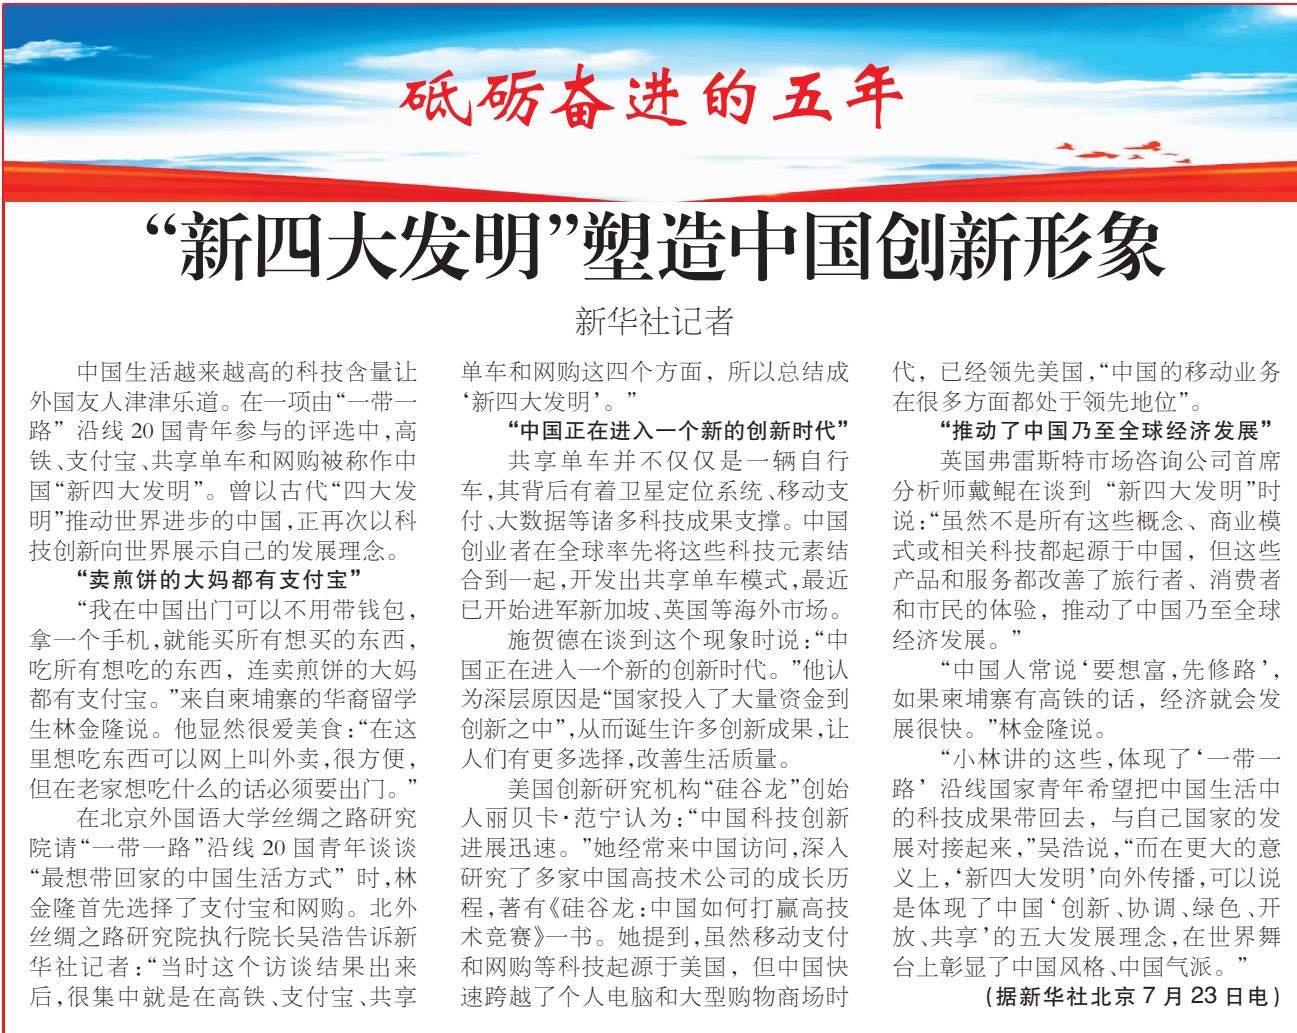 砥砺奋进的五年
“新四大发明”塑造中国创新形象
新华社记者
中国生活越来越高的科技含量让
外国友人津津乐道。在一项由“一带一
路”沿线20国青年参与的评选中,高
铁、支付宝、共享单车和网购被称作中
国“新四大发明”。曾以古代“四大发
明”推动世界进步的中国,正再次以科
技创新向世界展示自己的发展理念。
“卖煎饼的大妈都有支付宝”
“我在中国出门可以不用带钱包,
拿一个手机,就能买所有想买的东西,
吃所有想吃的东西,连卖煎饼的大妈
都有支付宝。”来自柬埔寨的华裔留学
生林金隆说。他显然很爱美食:“在这
里想吃东西可以网上叫外卖,很方便,
但在老家想吃什么的话必须要出门。”
在北京外国语大学丝绸之路研究
院请“一带一路”沿线20国青年谈谈
“最想带回家的中国生活方式”时,林
金隆首先选择了支付宝和网购。北外
丝绸之路研究院执行院长吴浩告诉新
华社记者:“当时这个访谈结果出来
后,很集中就是在高铁、支付宝、共享
单车和网购这四个方面,所以总结成
‘新四大发明’。”
“中国正在进入一个新的创新时代”
共享单车并不仅仅是一辆自行
车,其背后有着卫星定位系统、移动支
付、大数据等诸多科技成果支撑。中国
创业者在全球率先将这些科技元素结
合到一起,开发出共享单车模式,最近
已开始进军新加坡、英国等海外市场。
施贺德在谈到这个现象时说:“中
国正在进入一个新的创新时代。”他认
为深层原因是“国家投入了大量资金到
创新之中”,从而诞生许多创新成果,让
人们有更多选择,改善生活质量。
美国创新研究机构“硅谷龙”创始
人丽贝卡·范宁认为:“中国科技创新
进展迅速。”她经常来中国访问,深入
研究了多家中国高技术公司的成长历
程,著有《硅谷龙:中国如何打赢高技
术竞赛》一书。她提到,虽然移动支付
和网购等科技起源于美国,但中国快
速跨越了个人电脑和大型购物商场时
代,已经领先美国,“中国的移动业务
在很多方面都处于领先地位”。
“推动了中国乃至全球经济发展”
英国弗雷斯特市场咨询公司首席
分析师戴鲲在谈到“新四大发明”时
说:“虽然不是所有这些概念、商业模
式或相关科技都起源于中国,但这些
产品和服务都改善了旅行者、消费者
和市民的体验,推动了中国乃至全球
经济发展。”
“中国人常说‘要想富,先修路’,
如果柬埔寨有高铁的话,经济就会发
展很快。”林金隆说。
“小林讲的这些,体现了‘一带一
路’沿线国家青年希望把中国生活中
的科技成果带回去,与自己国家的发
展对接起来,”吴浩说,“而在更大的意
义上,‘新四大发明’向外传播,可以说
是体现了中国‘创新、协调、绿色、开
放、共享’的五大发展理念,在世界舞
台上彰显了中国风格、中国气派。”
(据新华社北京7月23日电)